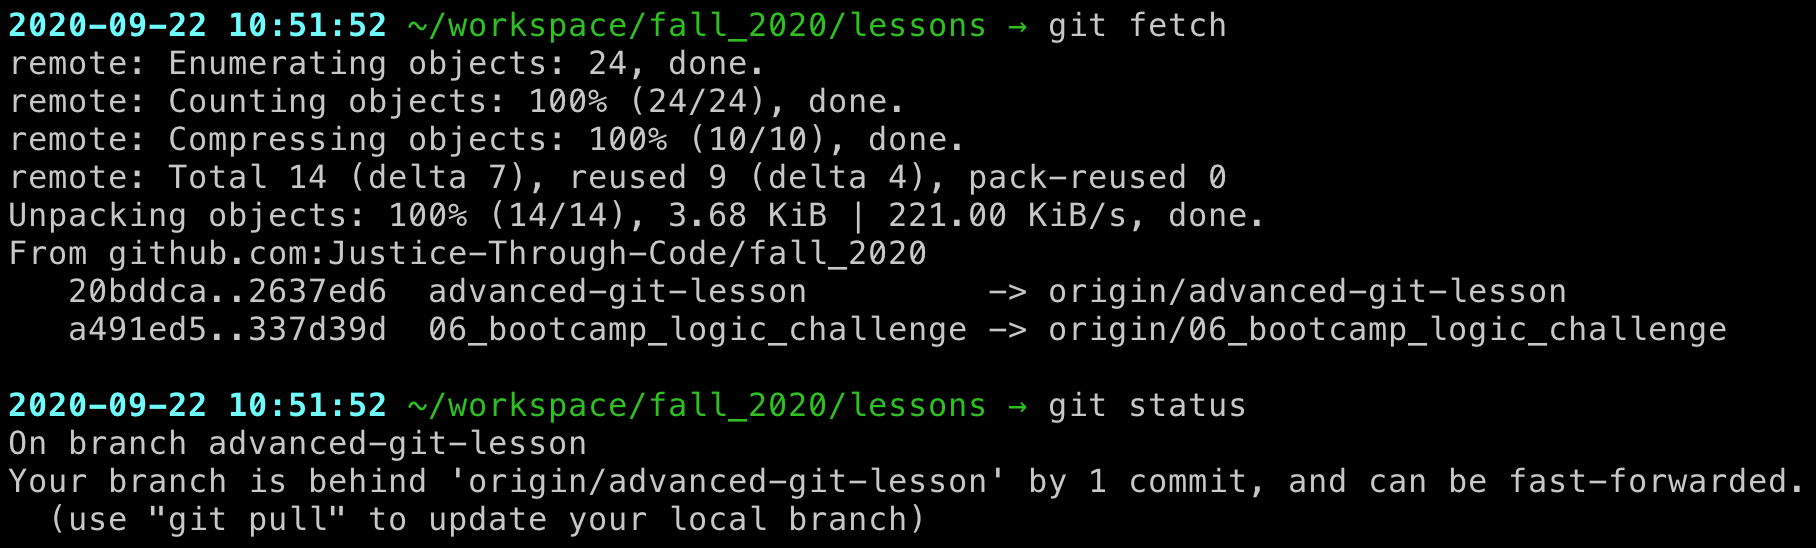 2020-09-22 10:51:52 ~/workspace/fall_2020/lessons → git fetch
remote: Enumerating objects: 24, done.
remote: Counting objects: 100% (24/24), done.
remote: Compressing objects: 100% (10/10), done.
remote: Total 14 (delta 7), reused 9 (delta 4), pack-reused 0
Unpacking objects: 100% (14/14), 3.68 KiB | 221.00 KiB/s, done.
From github.com:Justice-Through-Code/fall_2020
   20bddca..2637ed6  advanced-git-lesson         -> origin/advanced-git-lesson
   a491ed5..337d39d  06_bootcamp_logic_challenge -> origin/06_bootcamp_logic_challenge

2020-09-22 10:51:52 ~/workspace/fall_2020/lessons → git status
On branch advanced-git-lesson
Your branch is behind 'origin/advanced-git-lesson' by 1 commit, and can be fast-forwarded.
  (use "git pull" to update your local branch)